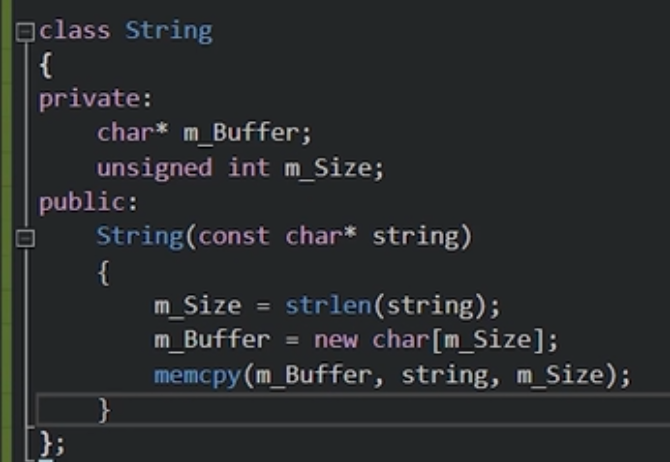 class String
{
private:
    char* m_Buffer;
    unsigned int m_Size;
public:
    String(const char* string)
    {
        m_Size = strlen(string);
        m_Buffer = new char[m_Size];
        memcpy(m_Buffer, string, m_Size);
    }
};